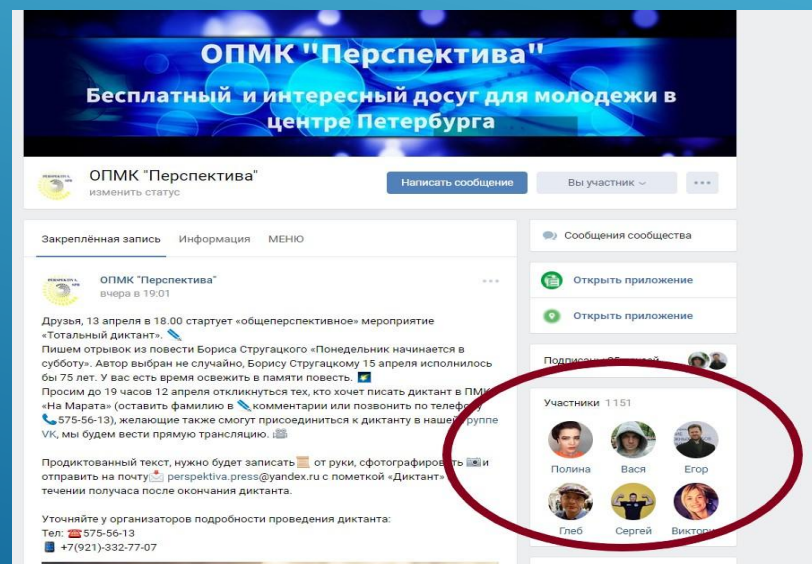 ОПМК "Перспектива"
Бесплатный и интересный досуг для молодежи в
центре Петербурга
ОПМК "Перспектива"
изменить статус
Написать сообщение
Вы участник
Закреплённая запись Информация МЕНЮ
ОПМК "Перспектива"
вчера в 19:01
Друзья, 13 апреля в 18.00 стартует «общеперспективное» мероприятие
«Тотальный диктант».
Пишем отрывок из повести Бориса Стругацкого «Понедельник начинается в
субботу». Автор выбран не случайно, Борису Стругацкому 15 апреля исполнилось
бы 75 лет. У вас есть время освежить в памяти повесть.
Просим до 19 часов 12 апреля откликнуться тех, кто хочет писать диктант в ПМК
«На Марата» (оставить фамилию в комментарии или позвонить по телефону
575-56-13), желающие также смогут присоединиться к диктанту в нашей группе
VK, мы будем вести прямую трансляцию.
Продиктованный текст, нужно будет записать от руки, сфотографировать и
отправить на почту perspektiva.press@yandex.ru с пометкой «Диктант»
течении получаса после окончания диктанта.
Уточняйте у организаторов подробности проведения диктанта:
Тел: 575-56-13
+7(921)-332-77-07
Сообщения сообщества
Открыть приложение
Открыть приложение
Участники 1 151
Полина Вася Егор
Глеб Сергей Виктория